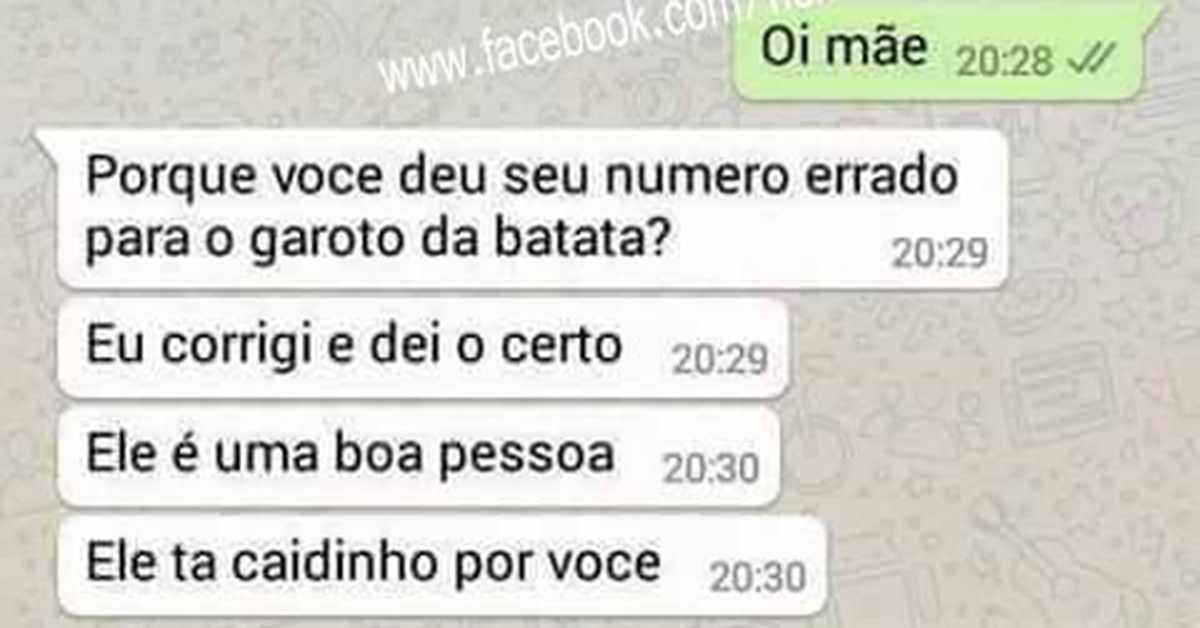 www.facebook.com/
Oi mãe 20:28
Porque voce deu seu numero errado
para o garoto da batata? 20:29
Eu corrigi e dei o certo 20:29
Ele é uma boa pessoa 20:30
Ele ta caidinho por voce 20:30